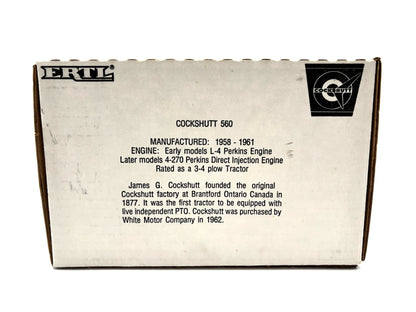 ERTL
COCKSHUTT
COCKSHUTT 560
MANUFACTURED: 1958 - 1961
ENGINE: Early models L-4 Perkins Engine
Later models 4-270 Perkins Direct Injection Engine
Rated as a 3-4 plow Tractor
James G. Cockshutt founded the original
Cockshutt factory at Brantford Ontario Canada in
1877. It was the first tractor to be equipped with
live independent PTO. Cockshutt was purchased by
White Motor Company in 1962.